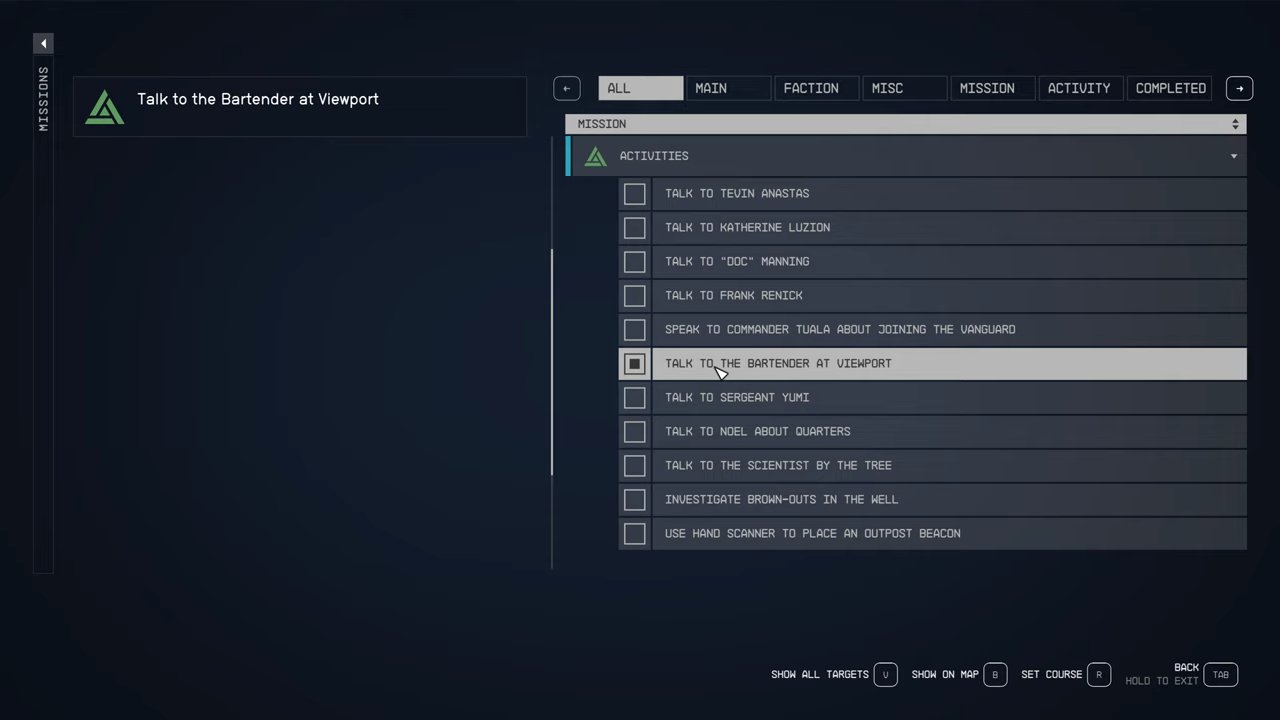 MISSIONS
Talk to the Bartender at Viewport
ALL MAIN FACTION MISC MISSION ACTIVITY COMPLETED
MISSION
ACTIVITIES
TALK TO TEVIN ANASTAS
TALK TO KATHERINE LUZION
TALK TO "DOC" MANNING
TALK TO FRANK RENICK
SPEAK TO COMMANDER TUALA ABOUT JOINING THE VANGUARD
TALK TO THE BARTENDER AT VIEWPORT
TALK TO SERGEANT YUMI
TALK TO NOEL ABOUT QUARTERS
TALK TO THE SCIENTIST BY THE TREE
INVESTIGATE BROWN-OUTS IN THE WELL
USE HAND SCANNER TO PLACE AN OUTPOST BEACON
SHOW ALL TARGETS V SHOW ON MAP B SET COURSE R BACK TAB
HOLD TO EXIT